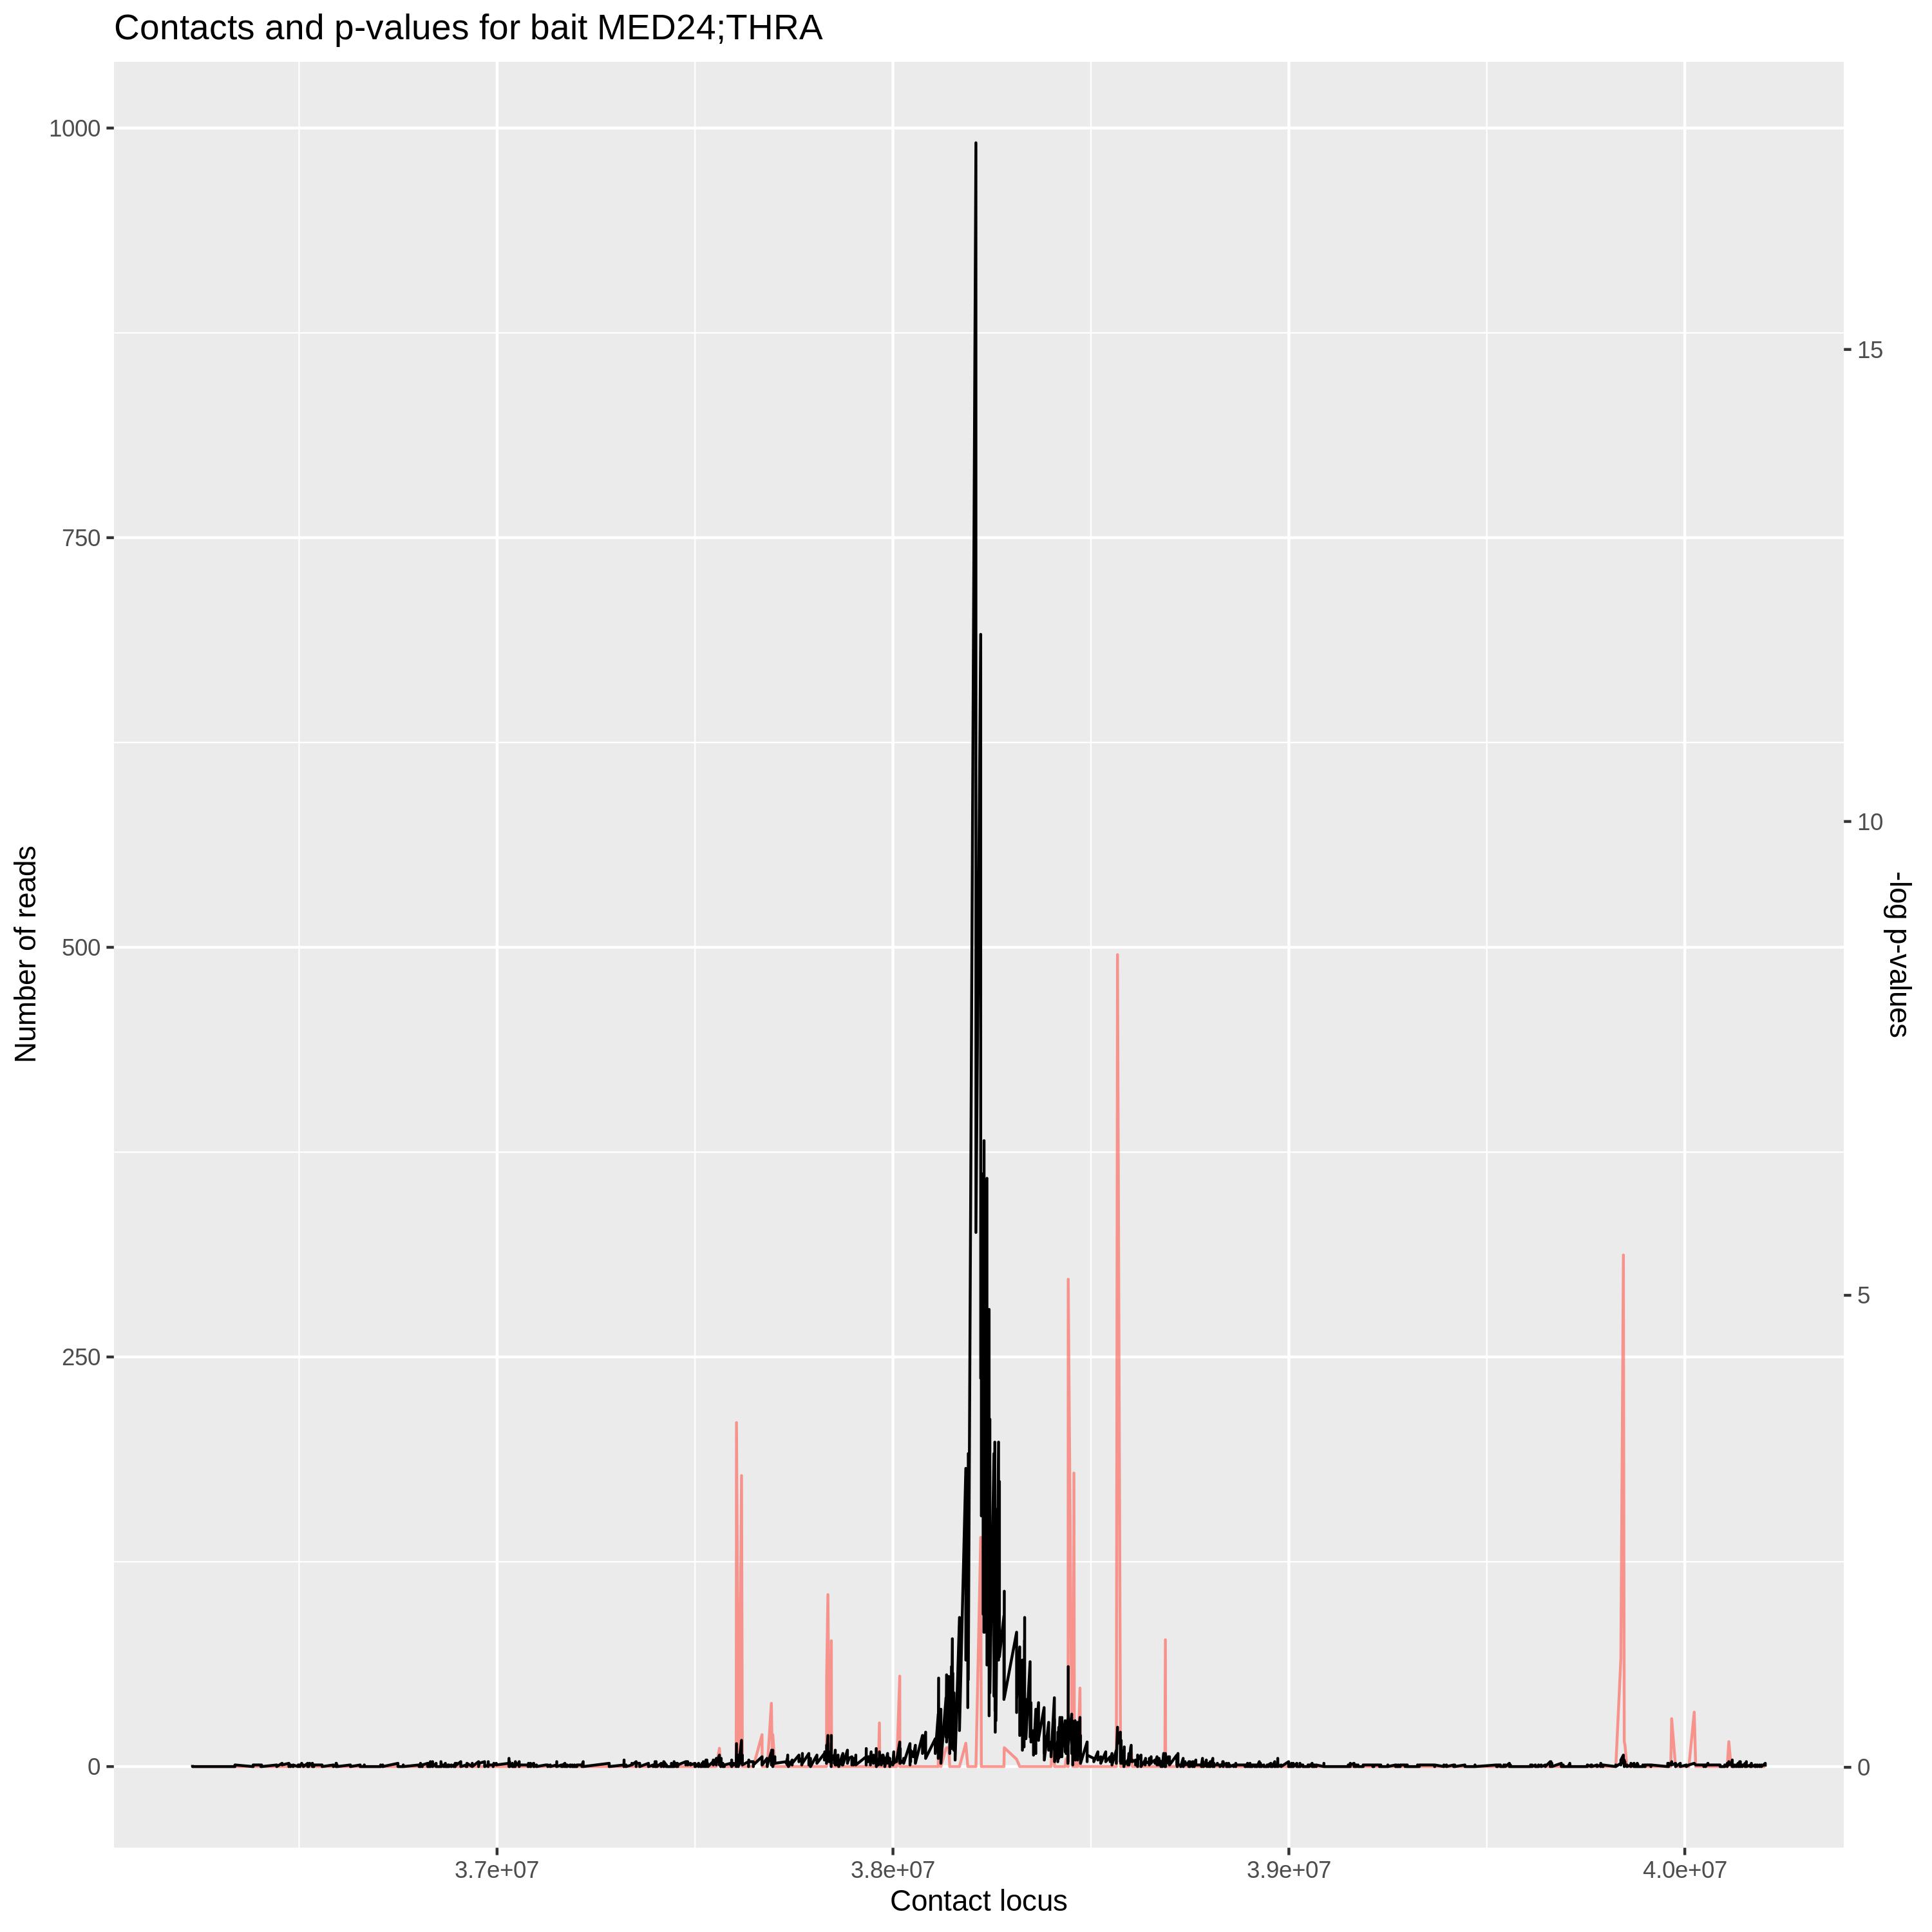 Contacts and p-values for bait MED24;THRA
1000
750
500
250
0
Number of reads
15
10
5
0
-log p-values
3.7e+07
3.8e+07
3.9e+07
4.0e+07
Contact locus